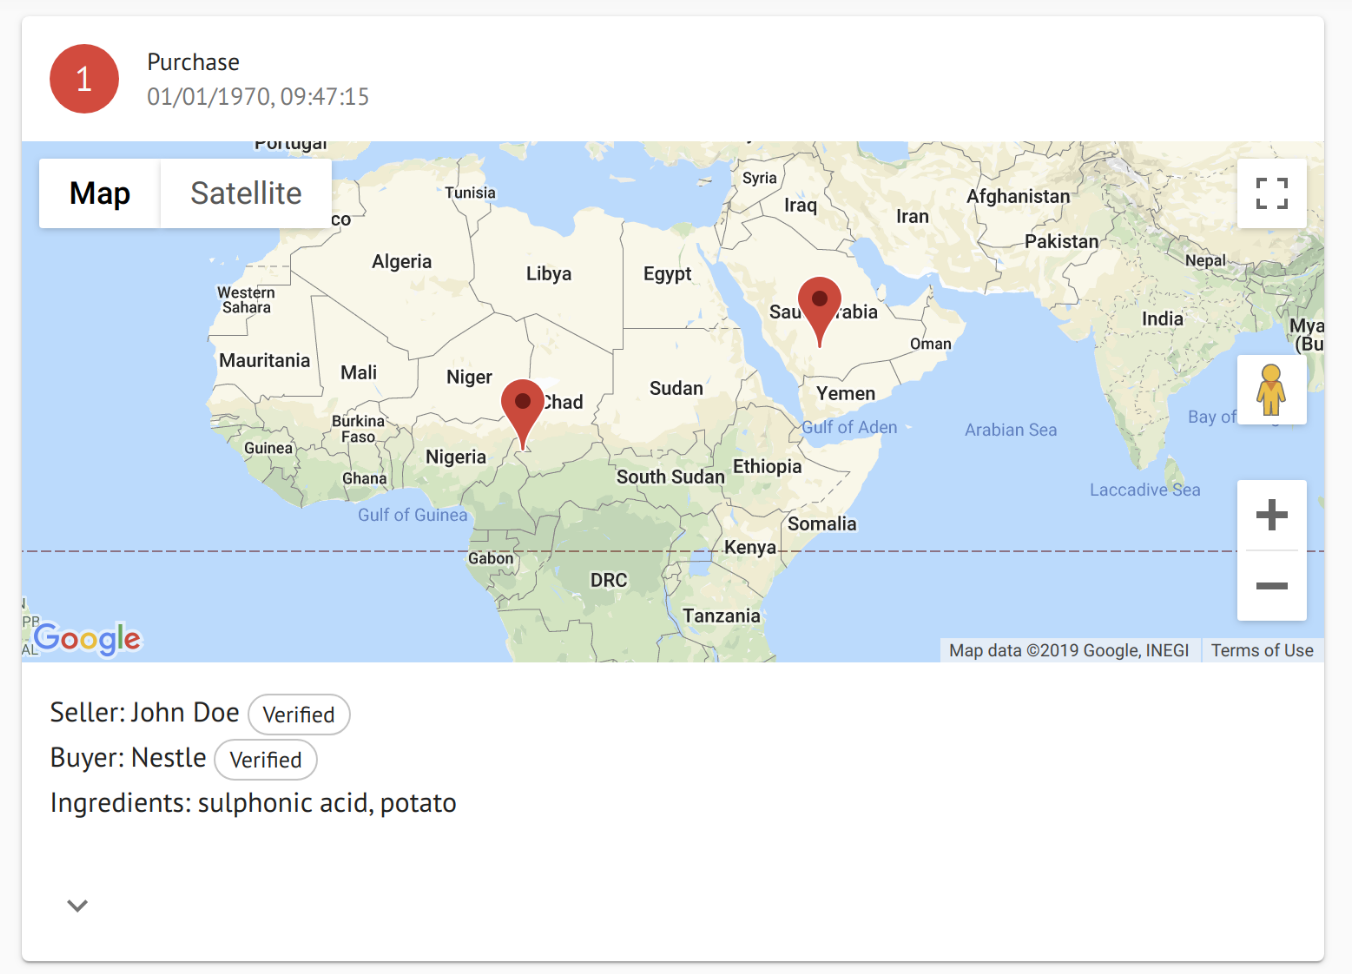 1
Purchase
01/01/1970, 09:47:15
Portugal
Map Satellite
co
Tunisia
Syria
Iraq
Iran
Afghanistan
Pakistan
Nepal
Algeria
Libya
Egypt
Western
Sahara
Sau rabia
India
Mya
(Bu
Oman
Mauritania
Mali
Niger
Chad
Sudan
Yemen
Burkina
Faso
Gulf of Aden
Arabian Sea
Bay of
Guinea
Nigeria
Ghana
South Sudan
Ethiopia
Laccadive Sea
Gulf of Guinea
Somalia
Gabon
Kenya
DRC
Tanzania
PR
AL
Google
Map data ©2019 Google, INEGI Terms of Use
Seller: John Doe Verified
Buyer: Nestle Verified
Ingredients: sulphonic acid, potato